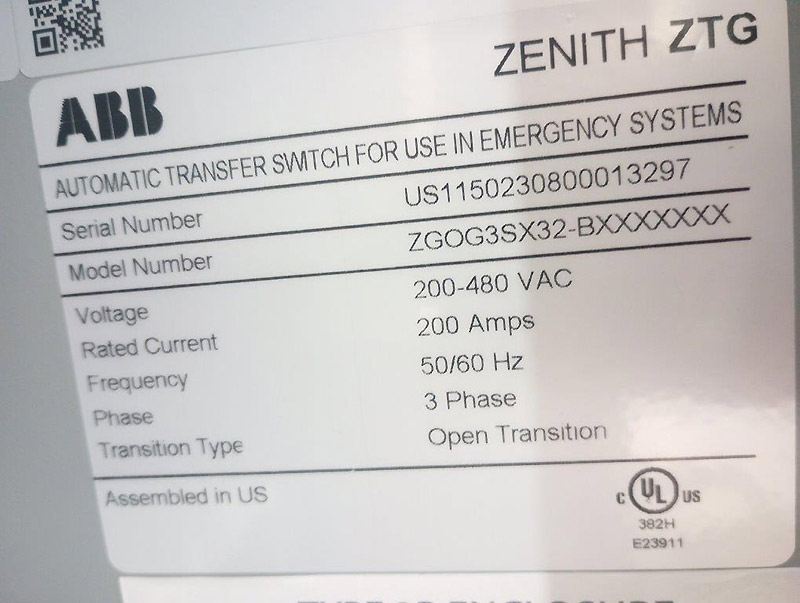 ZENITH ZTG
ABB
AUTOMATIC TRANSFER SWITCH FOR USE IN EMERGENCY SYSTEMS
Serial Number US1150230800013297
Model Number ZGOG3SX32-BXXXXXXX
Voltage 200-480 VAC
Rated Current 200 Amps
Frequency 50/60 Hz
Phase 3 Phase
Transition Type Open Transition
Assembled in US
c UL US
382H
E23911